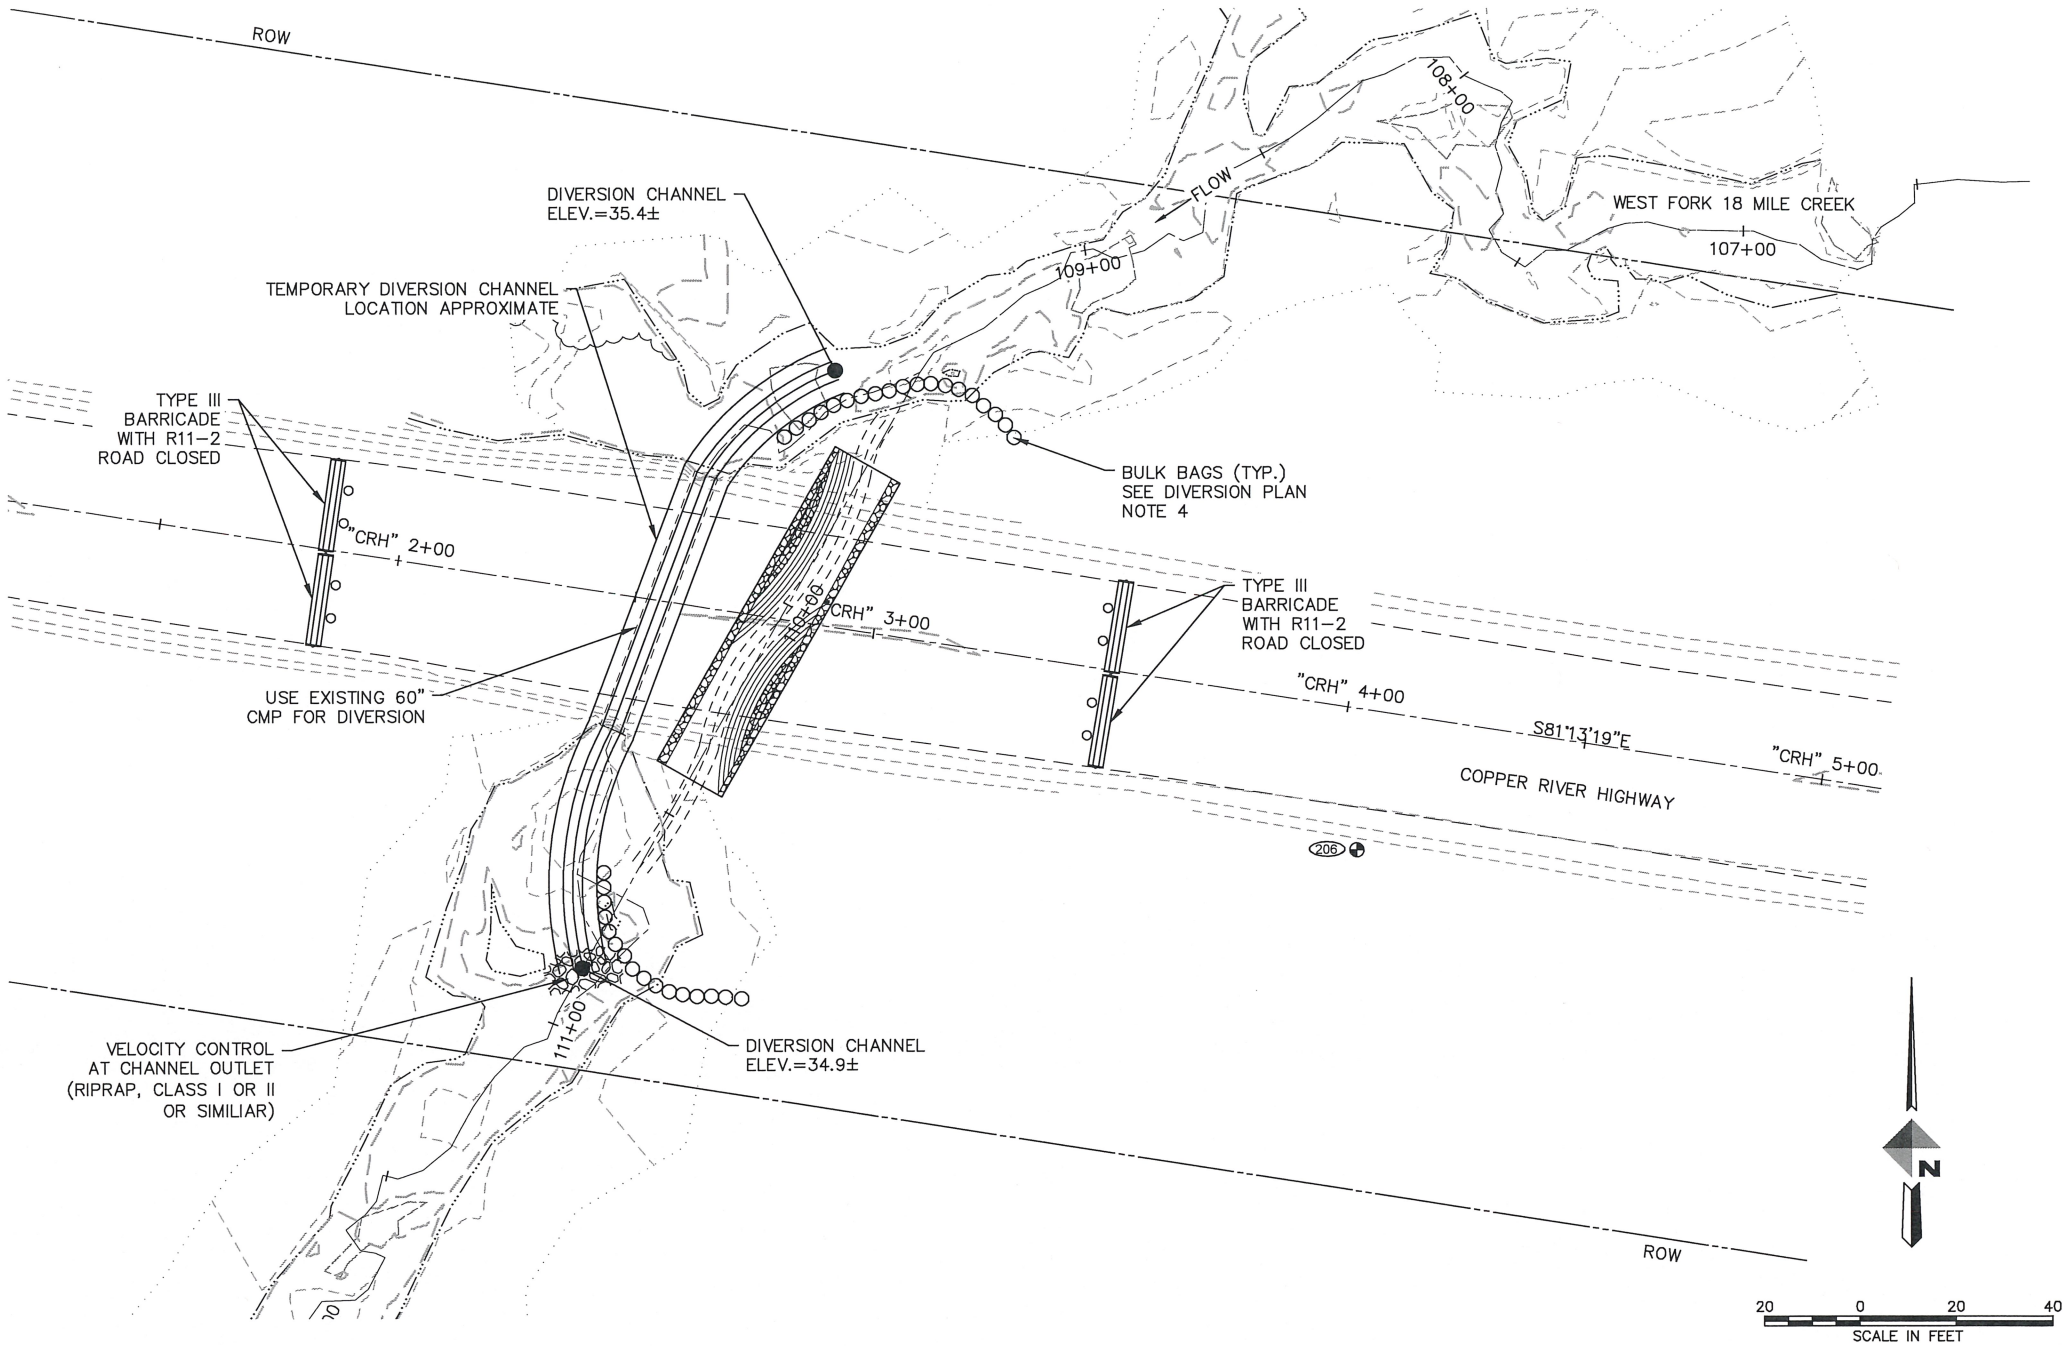 ROW
108+00
FLOW
DIVERSION CHANNEL
ELEV.=35.4±
WEST FORK 18 MILE CREEK
107+00
109+00
TEMPORARY DIVERSION CHANNEL
LOCATION APPROXIMATE
TYPE III
BARRICADE
WITH R11-2
ROAD CLOSED
BULK BAGS (TYP.)
SEE DIVERSION PLAN
NOTE 4
"CRH" 2+00
"CRH" 3+00
TYPE III
BARRICADE
WITH R11-2
ROAD CLOSED
USE EXISTING 60"
CMP FOR DIVERSION
"CRH" 4+00
S81°13'19"E
"CRH" 5+00
COPPER RIVER HIGHWAY
206
111+00
VELOCITY CONTROL
AT CHANNEL OUTLET
(RIPRAP, CLASS I OR II
OR SIMILIAR)
DIVERSION CHANNEL
ELEV.=34.9±
N
ROW
20 0 20 40
SCALE IN FEET